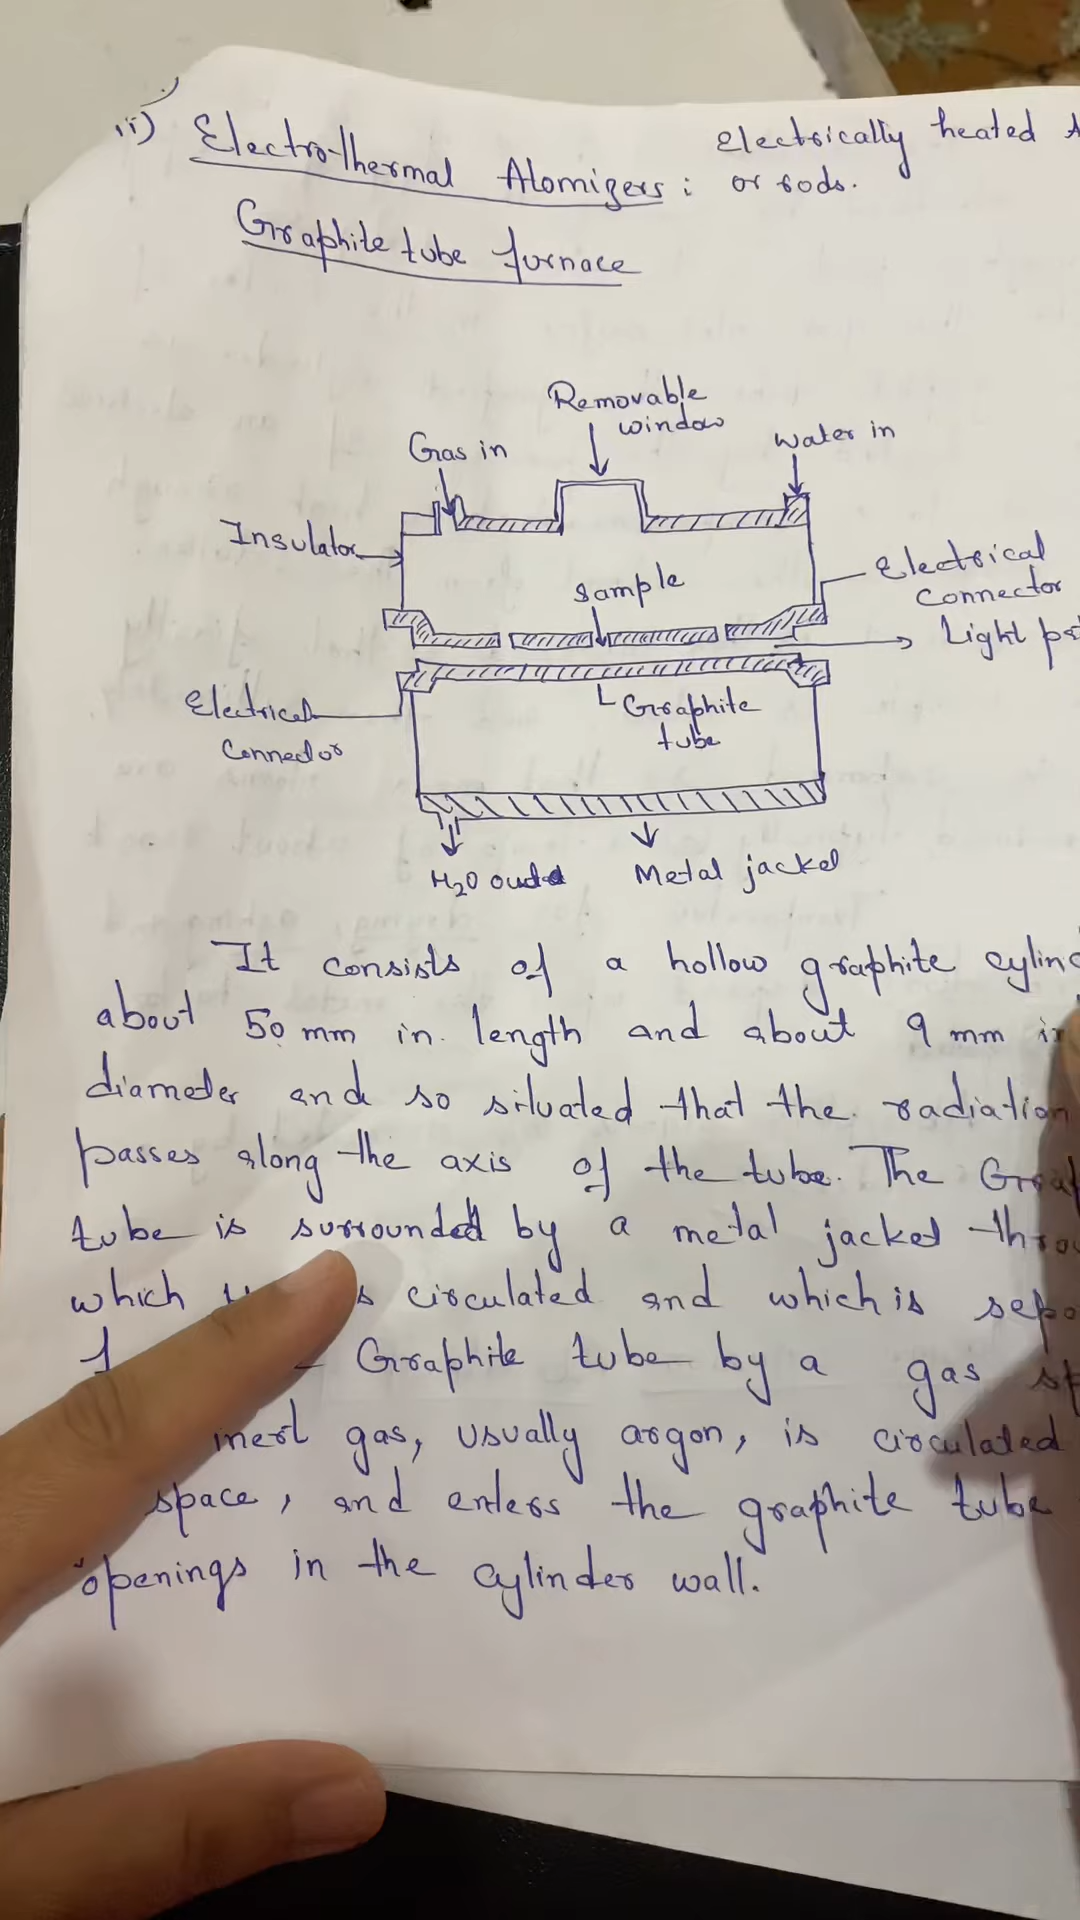 ii) Electrothermal Atomizers: Electrically heated
or rods.
Graphite tube furnace
Removable
window
Gas in
Water in
Insulator
Sample
Electrical
Connector
Light
Electrical
Connector
Graphite
tube
H2O out
Metal jacket
It consists of a hollow graphite
about 50 mm in length and about 9 mm in
diameter and so situated that the radiation
passes along the axis of the tube. The
tube is surrounded by a metal jacket
which circulated and which is
Graphite tube by a gas
inert gas, usually argon, is circulated
space, and enters the graphite tube
openings in the cylinder wall.